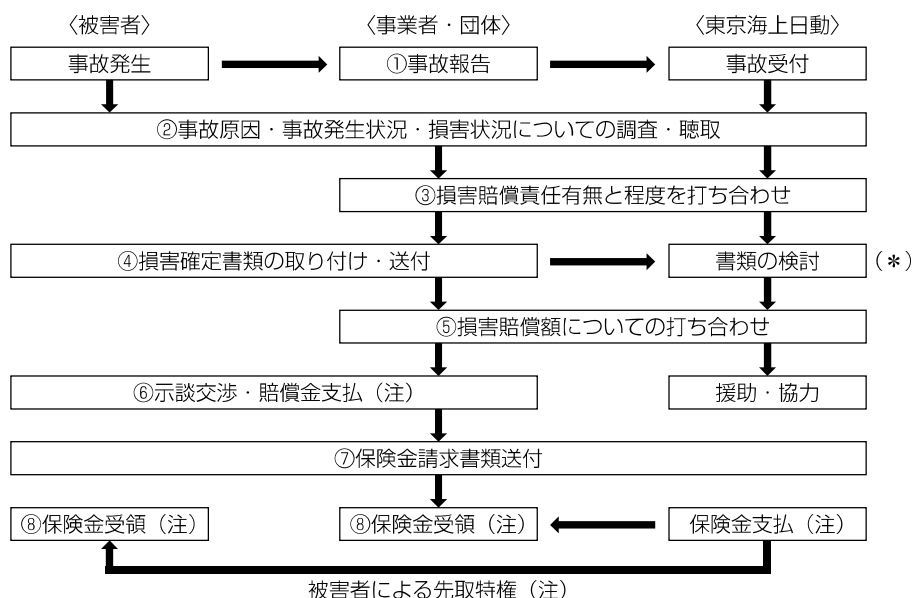 〈被害者〉 〈事業者・団体〉 〈東京海上日動〉
事故発生 ①事故報告 事故受付
②事故原因・事故発生状況・損害状況についての調査・聴取
③損害賠償責任有無と程度を打ち合わせ
④損害確定書類の取り付け・送付 書類の検討 （＊）
⑤損害賠償額についての打ち合わせ
⑥示談交渉・賠償金支払（注） 援助・協力
⑦保険金請求書類送付
⑧保険金受領（注） ⑧保険金受領（注） 保険金支払（注）
被害者による先取特権（注）